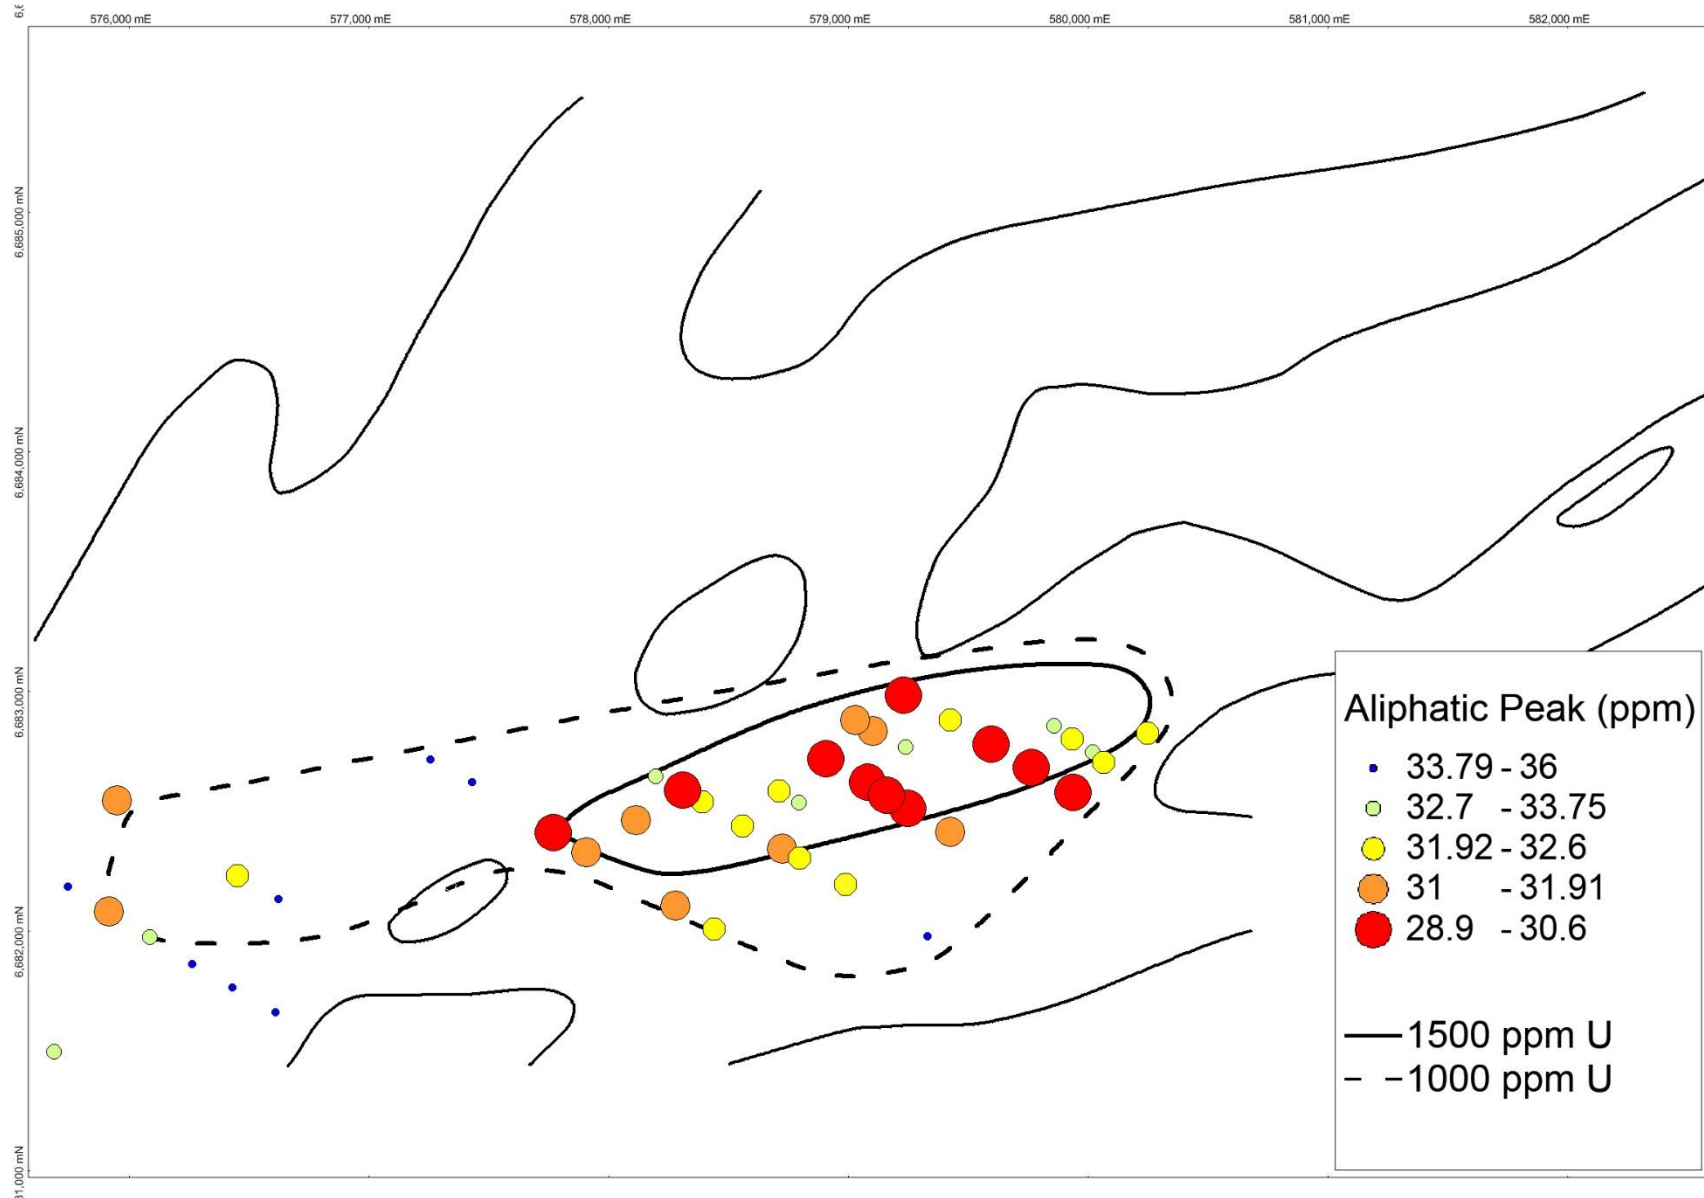 576,000 mE 577,000 mE 578,000 mE 579,000 mE 580,000 mE 581,000 mE 582,000 mE
6,685,000 mN
6,684,000 mN
6,683,000 mN
6,682,000 mN
Aliphatic Peak (ppm)
33.79 - 36
32.7 - 33.75
31.92 - 32.6
31 - 31.91
28.9 - 30.6
1500 ppm U
1000 ppm U